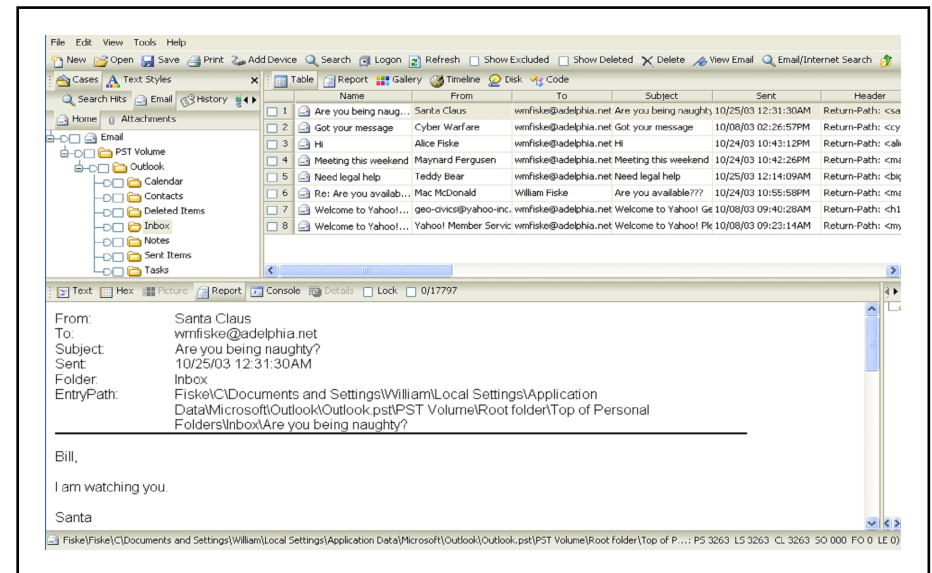 File Edit View Tools Help
New Open Save Print Add Device Search Logon Refresh Show Excluded Show Deleted Delete View Email Email/Internet Search
Cases Text Styles
Table Report Gallery Timeline Disk Code
Search Hits Email History
Home Attachments
Email
PST Volume
Outlook
Calendar
Contacts
Deleted Items
Inbox
Notes
Sent Items
Tasks
Name From To Subject Sent Header
1 Are you being naug... Santa Claus wmfiske@adelphia.net Are you being naughty 10/25/03 12:31:30AM Return-Path: <sa
2 Got your message Cyber Warfare wmfiske@adelphia.net Got your message 10/08/03 02:26:57PM Return-Path: <cy
3 Hi Alice Fiske wmfiske@adelphia.net Hi 10/24/03 10:43:12PM Return-Path: <alic
4 Meeting this weekend Maynard Fergusen wmfiske@adelphia.net Meeting this weekend 10/24/03 10:42:26PM Return-Path: <ma
5 Need legal help Teddy Bear wmfiske@adelphia.net Need legal help 10/25/03 12:14:09AM Return-Path: <big
6 Re: Are you availab... Mac McDonald William Fiske Are you available??? 10/24/03 10:55:58PM Return-Path: <ma
7 Welcome to Yahoo!... geo-civics@yahoo-inc. wmfiske@adelphia.net Welcome to Yahoo! Ge 10/08/03 09:40:28AM Return-Path: <h1
8 Welcome to Yahoo!... Yahoo! Member Servic wmfiske@adelphia.net Welcome to Yahoo! Ple 10/08/03 09:23:14AM Return-Path: <my
Text Hex Picture Report Console Details Lock 0/17797
From: Santa Claus
To: wmfiske@adelphia.net
Subject: Are you being naughty?
Sent: 10/25/03 12:31:30AM
Folder: Inbox
EntryPath: Fiske\C\Documents and Settings\William\Local Settings\Application
Data\Microsoft\Outlook\Outlook.pst\PST Volume\Root folder\Top of Personal
Folders\Inbox\Are you being naughty?
Bill,
I am watching you.
Santa
Fiske\Fiske\C\Documents and Settings\William\Local Settings\Application Data\Microsoft\Outlook\Outlook.pst\PST Volume\Root folder\Top of P...: PS 3263 LS 3263 CL 3263 SO 000 FO 0 LE 0)